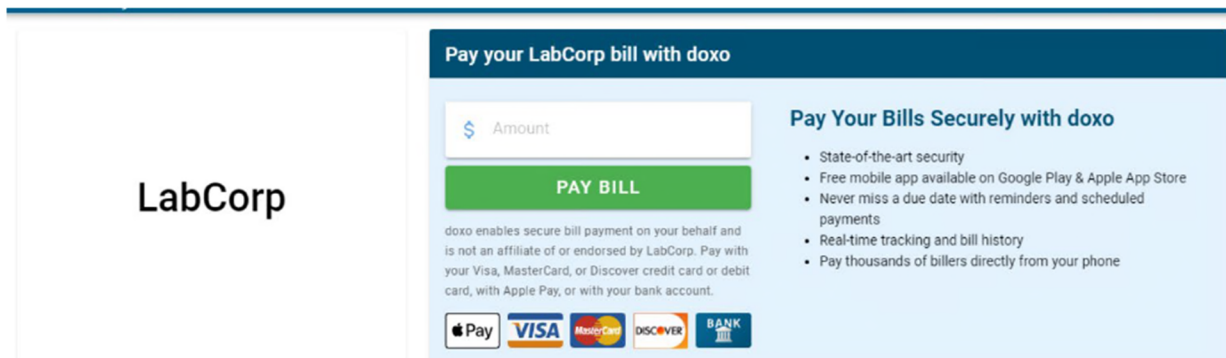 LabCorp
Pay your LabCorp bill with doxo
$ Amount
PAY BILL
doxo enables secure bill payment on your behalf and
is not an affiliate of or endorsed by LabCorp. Pay with
your Visa, MasterCard, or Discover credit card or debit
card, with Apple Pay, or with your bank account.
Pay VISA MasterCard DISCOVER BANK
Pay Your Bills Securely with doxo
• State-of-the-art security
• Free mobile app available on Google Play & Apple App Store
• Never miss a due date with reminders and scheduled
payments
• Real-time tracking and bill history
• Pay thousands of billers directly from your phone